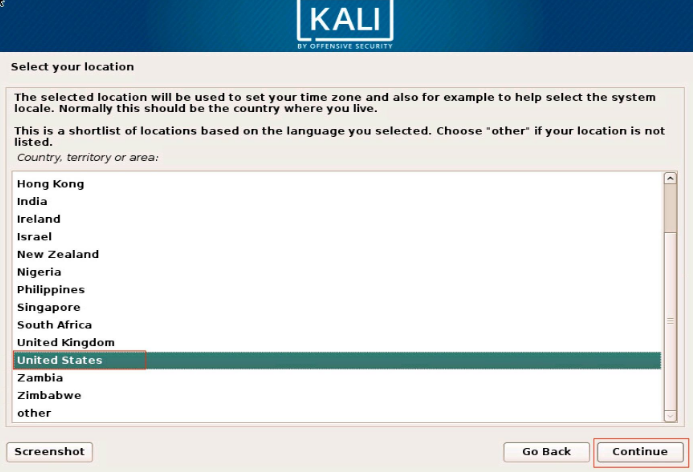 KALI
BY OFFENSIVE SECURITY
Select your location
The selected location will be used to set your time zone and also for example to help select the system
locale. Normally this should be the country where you live.
This is a shortlist of locations based on the language you selected. Choose "other" if your location is not
listed.
Country, territory or area:
Hong Kong
India
Ireland
Israel
New Zealand
Nigeria
Philippines
Singapore
South Africa
United Kingdom
United States
Zambia
Zimbabwe
other
Screenshot
Go Back
Continue